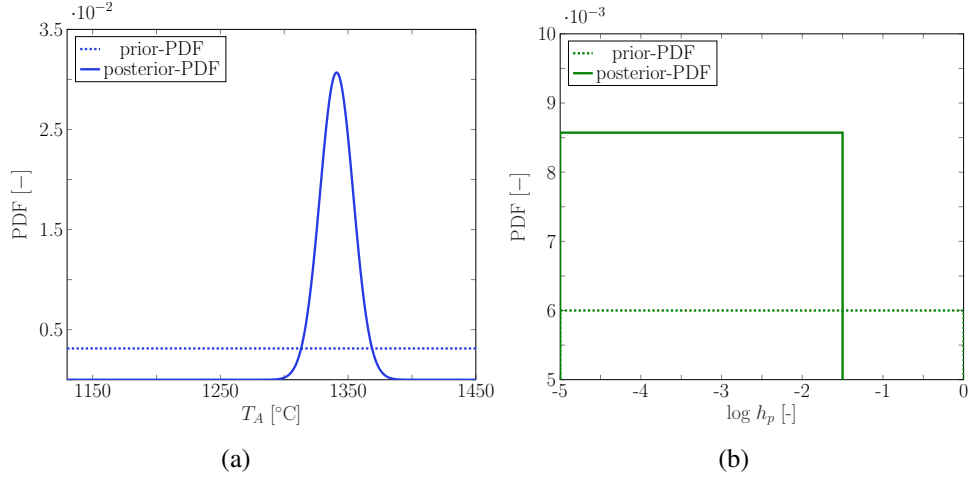 ·10⁻²
3.5
2.5
1.5
0.5
PDF [−]
1150
1250
1350
1450
T_A [°C]
prior-PDF
posterior-PDF
(a)
·10⁻³
10
9
8
7
6
5
PDF [−]
-5
-4
-3
-2
-1
0
log h_p [-]
prior-PDF
posterior-PDF
(b)